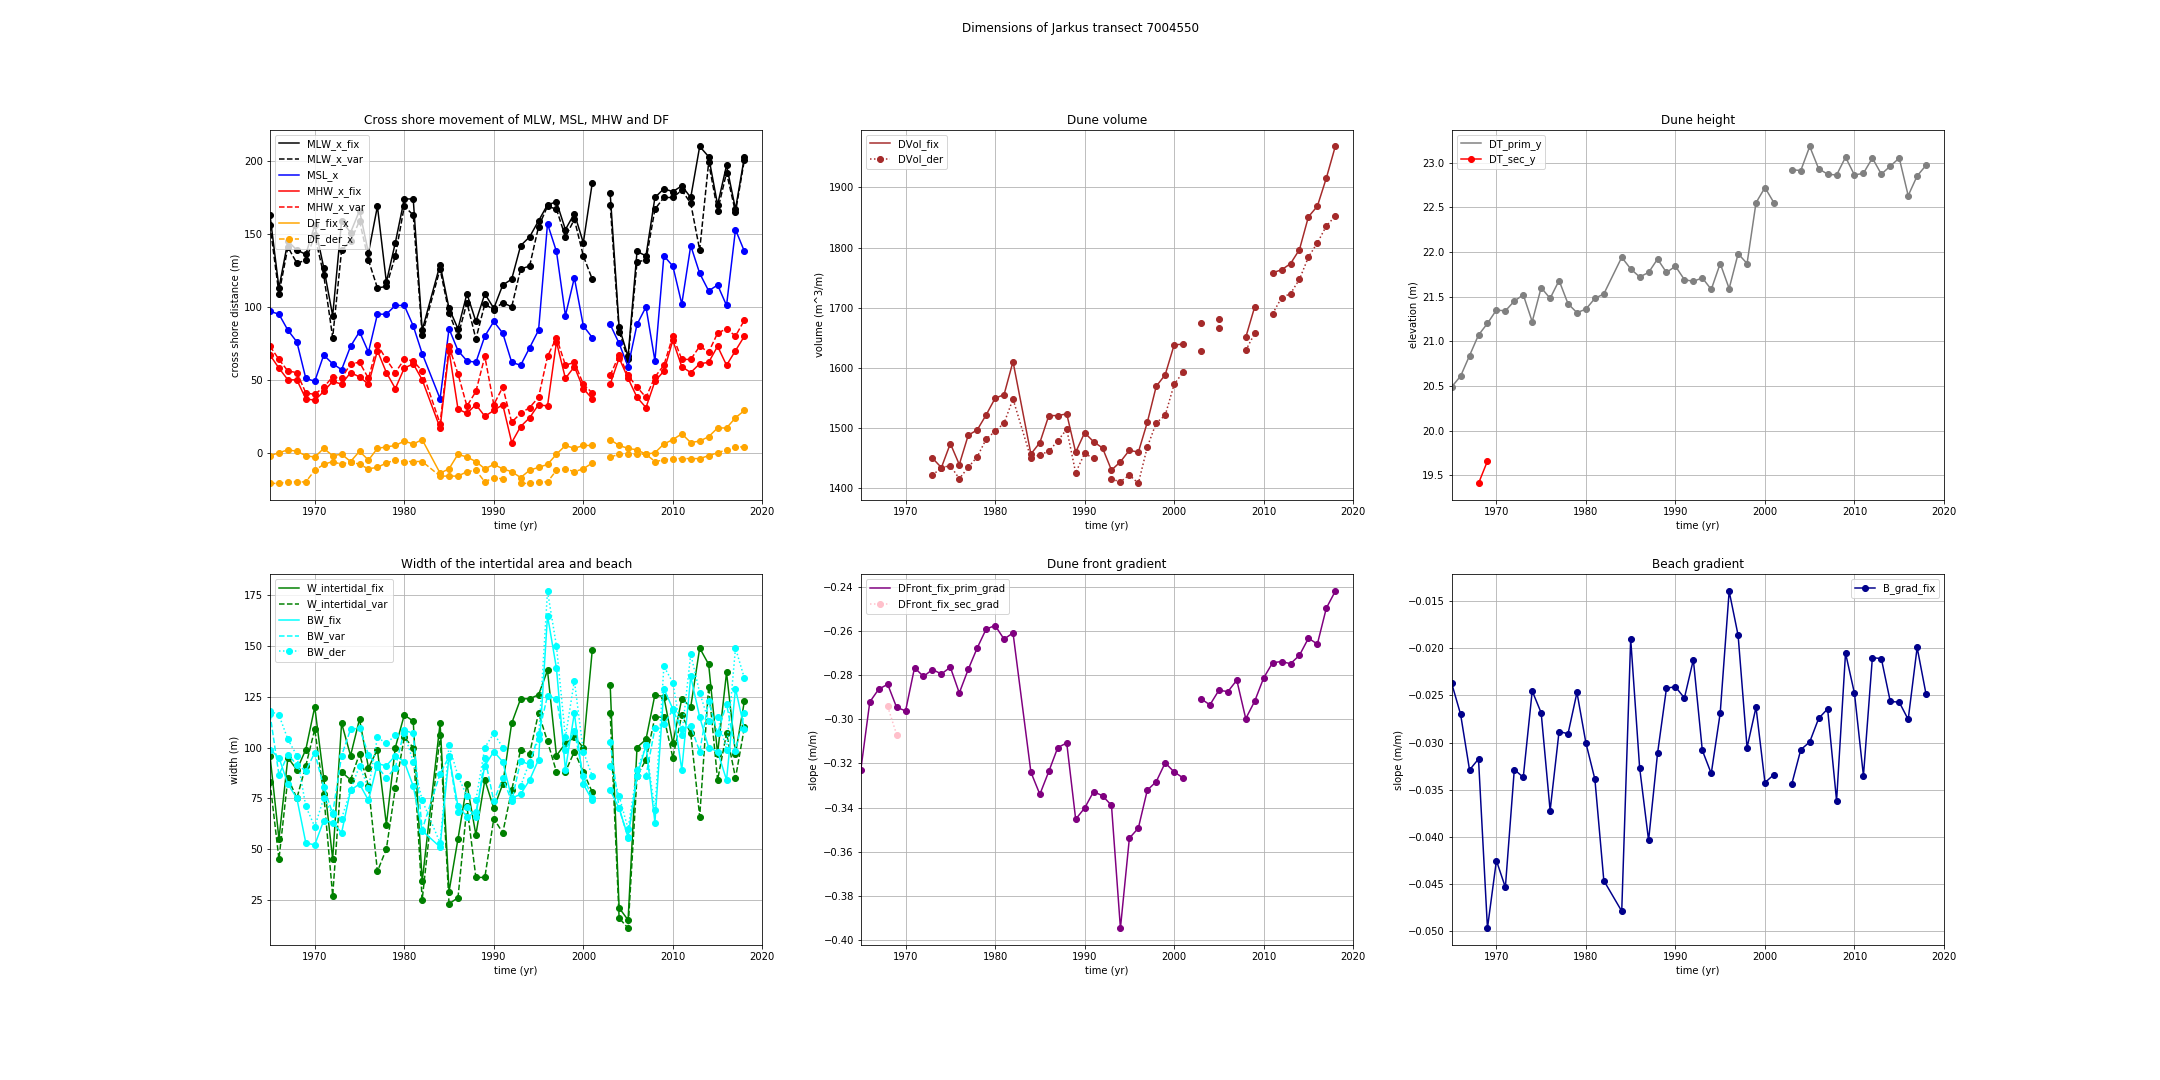 Dimensions of Jarkus transect 7004550
Cross shore movement of MLW, MSL, MHW and DF
cross shore distance (m)
200
150
100
50
0
MLW_x_fix
MLW_x_var
MSL_x
MHW_x_fix
MHW_x_var
DF_fix_x
DF_der_x
1970 1980 1990 2000 2010 2020
time (yr)
Dune volume
volume (m^3/m)
1900
1800
1700
1600
1500
1400
DVol_fix
DVol_der
1970 1980 1990 2000 2010 2020
time (yr)
Dune height
elevation (m)
23.0
22.5
22.0
21.5
21.0
20.5
20.0
19.5
DT_prim_y
DT_sec_y
1970 1980 1990 2000 2010 2020
time (yr)
Width of the intertidal area and beach
width (m)
175
150
125
100
75
50
25
W_intertidal_fix
W_intertidal_var
BW_fix
BW_var
BW_der
1970 1980 1990 2000 2010 2020
time (yr)
Dune front gradient
slope (m/m)
−0.24
−0.26
−0.28
−0.30
−0.32
−0.34
−0.36
−0.38
−0.40
DFront_fix_prim_grad
DFront_fix_sec_grad
1970 1980 1990 2000 2010 2020
time (yr)
Beach gradient
slope (m/m)
−0.015
−0.020
−0.025
−0.030
−0.035
−0.040
−0.045
−0.050
B_grad_fix
1970 1980 1990 2000 2010 2020
time (yr)